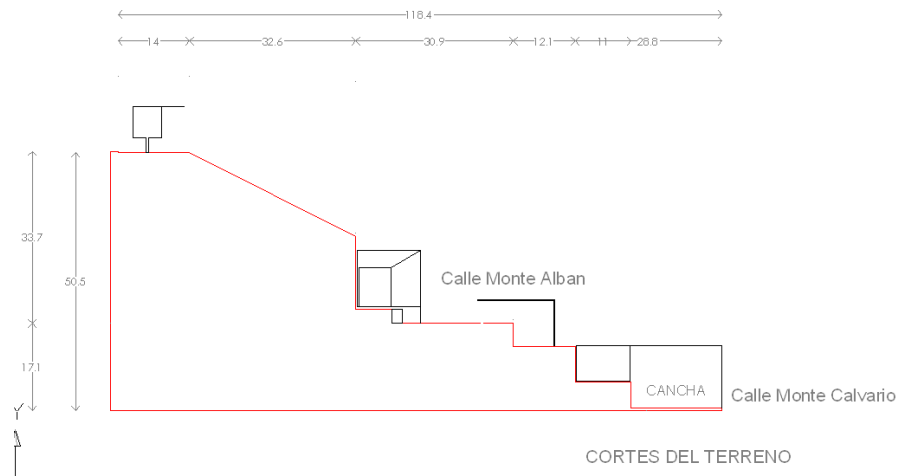 118.4
14 32.6 30.9 12.1 11 28.8
33.7
50.5
Calle Monte Alban
17.1
CANCHA
Calle Monte Calvario
Y
CORTES DEL TERRENO